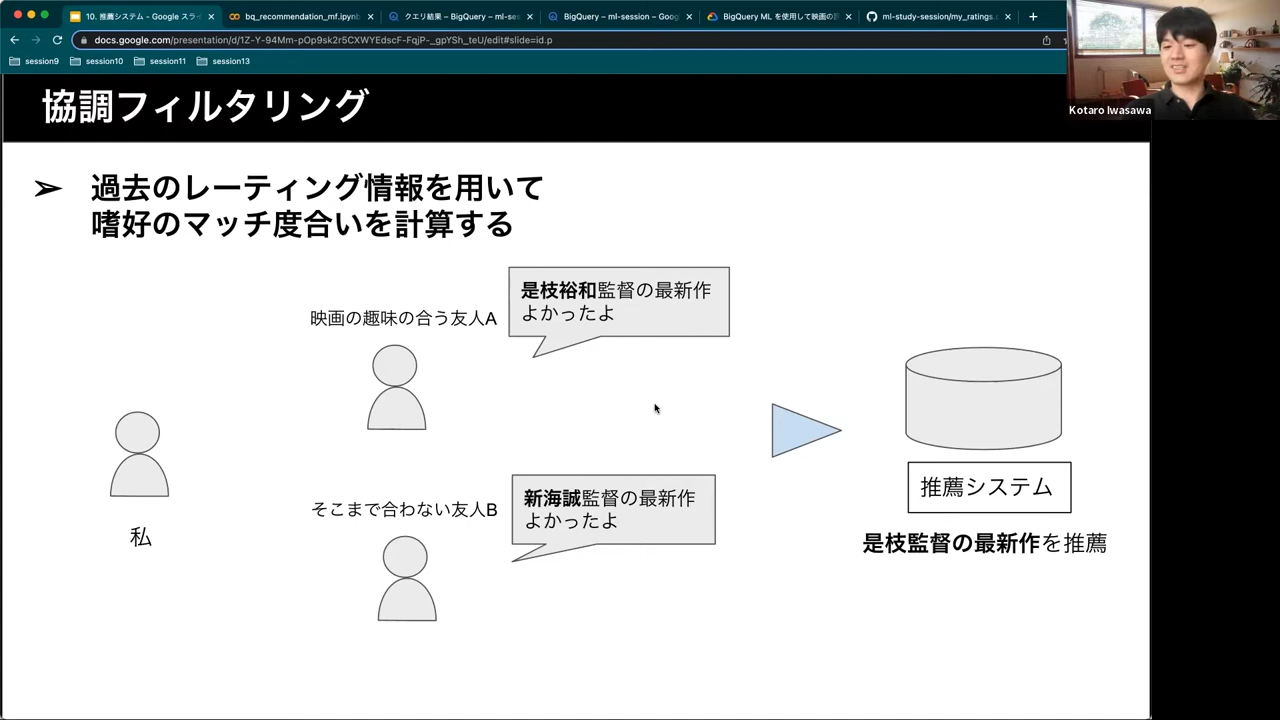 10. 推薦システム - Google スライ
bq_recommendation_mf.ipynb
クエリ結果 – BigQuery – ml-ses
BigQuery – ml-session – Goog
BigQuery ML を使用して映画の評
ml-study-session/my_ratings.c
docs.google.com/presentation/d/1Z-Y-94Mm-pOp9sk2r5CXWYEdscF-FqjP-_gpYSh_teU/edit#slide=id.p
session9
session10
session11
session13
Kotaro Iwasawa
協調フィルタリング
➢ 過去のレーティング情報を用いて
嗜好のマッチ度合いを計算する
是枝裕和監督の最新作
よかったよ
映画の趣味の合う友人A
私
そこまで合わない友人B
新海誠監督の最新作
よかったよ
推薦システム
是枝監督の最新作を推薦